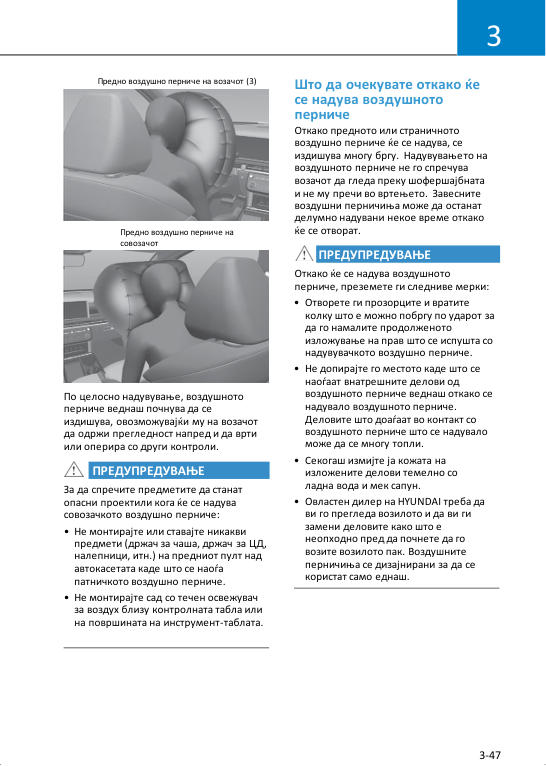 3
Предно воздушно перниче на возачот (3)
Предно воздушно перниче на
совозачот
По целосно надувување, воздушното
перниче веднаш почнува да се
издишува, овозможувајќи му на возачот
да одржи прегледност напред и да врти
или оперира со други контроли.
ПРЕДУПРЕДУВАЊЕ
За да спречите предметите да станат
опасни проектили кога ќе се надува
совозачкото воздушно перниче:
• Не монтирајте или ставајте никакви
предмети (држач за чаша, држач за ЦД,
налепници, итн.) на предниот пулт над
автокасетата каде што се наоѓа
патничкото воздушно перниче.
• Не монтирајте сад со течен освежувач
за воздух близу контролната табла или
на површината на инструмент-таблата.
Што да очекувате откако ќе
се надува воздушното
перниче
Откако предното или страничното
воздушно перниче ќе се надува, се
издишува многу бргу. Надувувањето на
воздушното перниче не го спречува
возачот да гледа преку шофершајбната
и не му пречи во вртењето. Завесните
воздушни перничиња може да останат
делумно надувани некое време откако
ќе се отворат.
ПРЕДУПРЕДУВАЊЕ
Откако ќе се надува воздушното
перниче, преземете ги следниве мерки:
• Отворете ги прозорците и вратите
колку што е можно побргу по ударот за
да го намалите продолженото
изложување на прав што се испушта со
надувувачкото воздушно перниче.
• Не допирајте го местото каде што се
наоѓаат внатрешните делови од
воздушното перниче веднаш откако се
надувало воздушното перниче.
Деловите што доаѓаат во контакт со
воздушното перниче што се надувало
може да се многу топли.
• Секогаш измијте ја кожата на
изложените делови темелно со
ладна вода и мек сапун.
• Овластен дилер на HYUNDAI треба да
ви го прегледа возилото и да ви ги
замени деловите како што е
неопходно пред да почнете да го
возите возилото пак. Воздушните
перничиња се дизајнирани за да се
користат само еднаш.
3-47